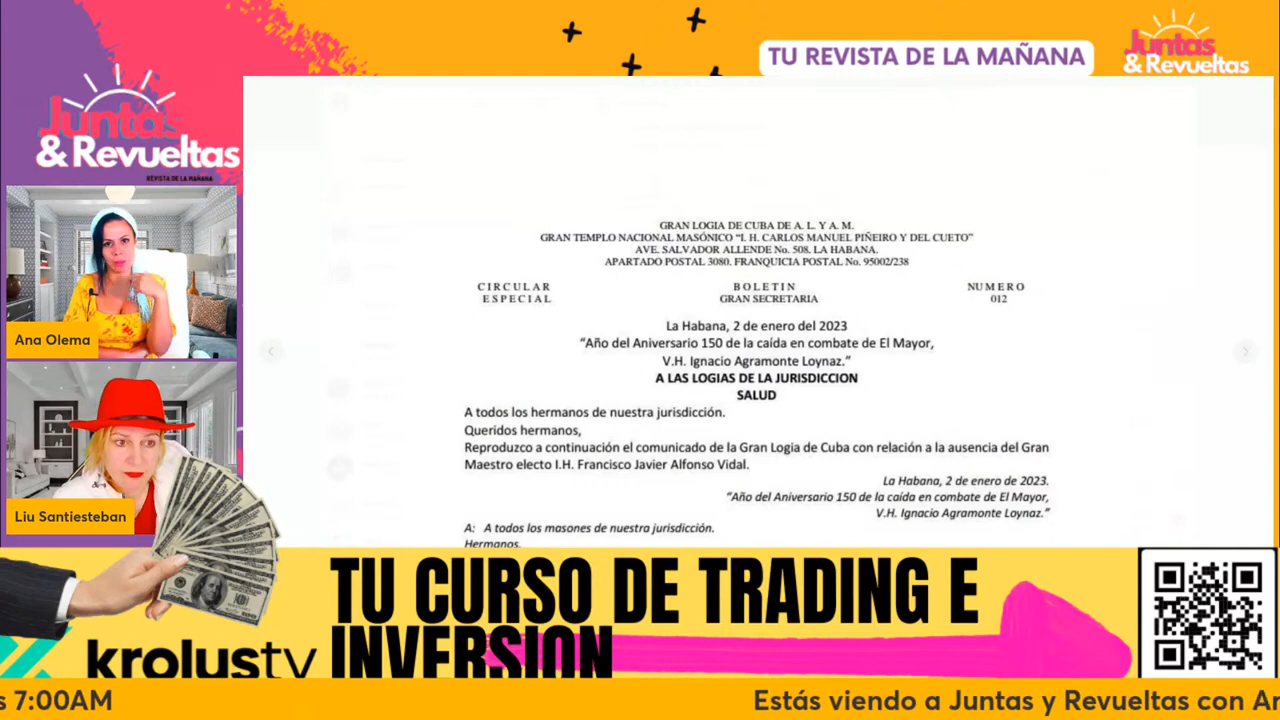 TU REVISTA DE LA MAÑANA
Juntas
& Revueltas
Juntas
& Revueltas
REVISTA DE LA MAÑANA
Ana Olema
Liu Santiesteban
GRAN LOGIA DE CUBA DE A. L. Y A. M.
GRAN TEMPLO NACIONAL MASÓNICO “I. H. CARLOS MANUEL PIÑEIRO Y DEL CUETO”
AVE. SALVADOR ALLENDE No. 508. LA HABANA.
APARTADO POSTAL 3080. FRANQUICIA POSTAL No. 95002/238
CIRCULAR BOLETIN NUMERO
ESPECIAL GRAN SECRETARIA 012
La Habana, 2 de enero del 2023
“Año del Aniversario 150 de la caída en combate de El Mayor,
V.H. Ignacio Agramonte Loynaz.”
A LAS LOGIAS DE LA JURISDICCION
SALUD
A todos los hermanos de nuestra jurisdicción.
Queridos hermanos,
Reproduzco a continuación el comunicado de la Gran Logia de Cuba con relación a la ausencia del Gran
Maestro electo I.H. Francisco Javier Alfonso Vidal.
La Habana, 2 de enero de 2023.
“Año del Aniversario 150 de la caída en combate de El Mayor,
V.H. Ignacio Agramonte Loynaz.”
A: A todos los masones de nuestra jurisdicción.
Hermanos.
TU CURSO DE TRADING E
INVERSION
krolustv
s 7:00AM
Estás viendo a Juntas y Revueltas con An